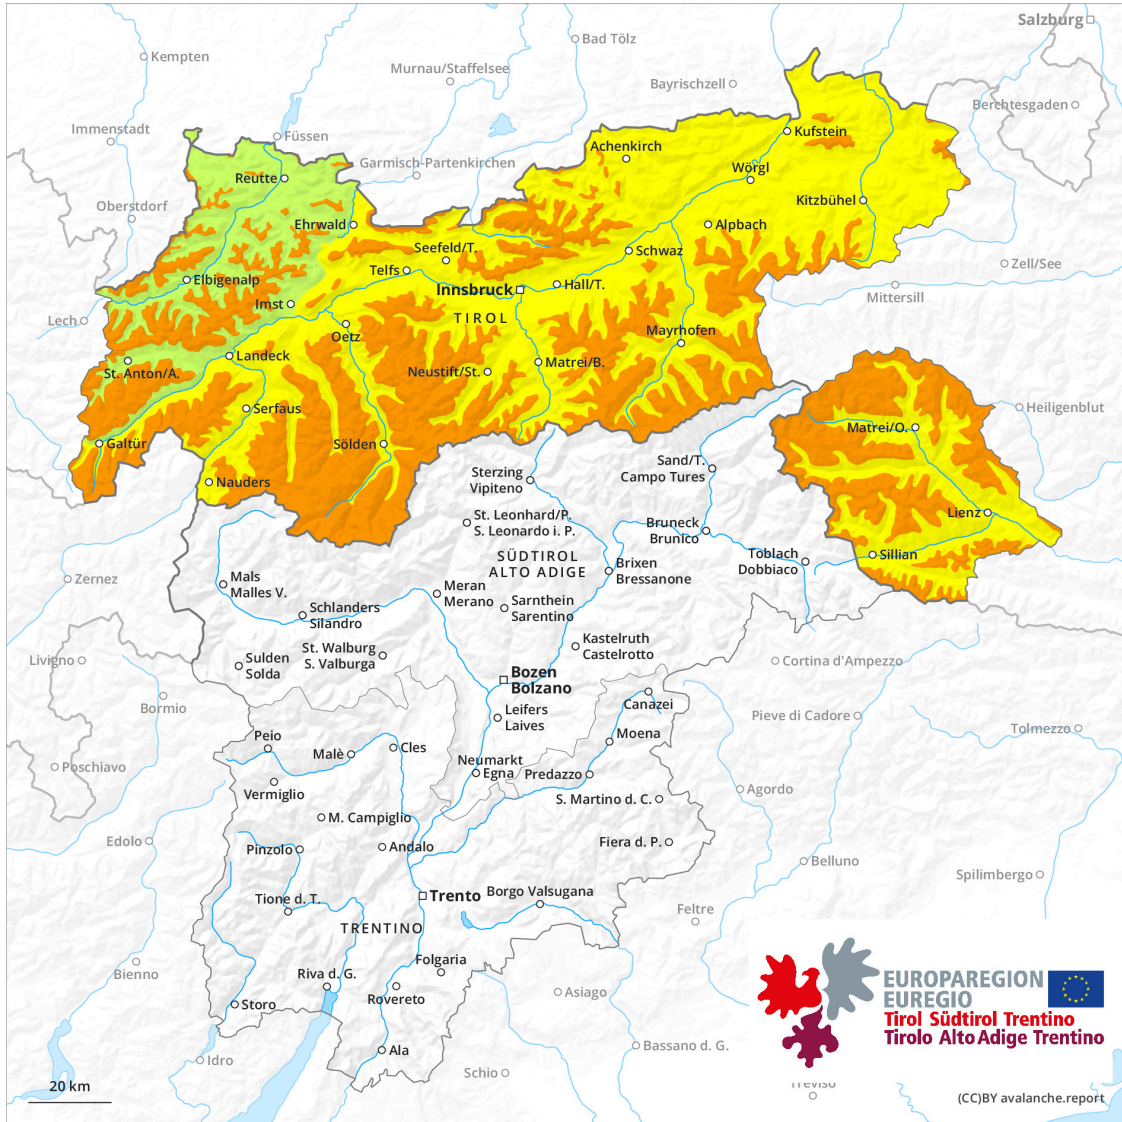 Salzburg
Bad Tölz
Kempten
Murnau/Staffelsee
Bayrischzell
Berchtesgaden
Immenstadt
Füssen
Kufstein
Achenkirch
Garmisch-Partenkirchen
Wörgl
Reutte
Kitzbühel
Oberstdorf
Ehrwald
Alpbach
Seefeld/T.
Schwaz
Telfs
Zell/See
Elbigenalp
Innsbruck
Hall/T.
Mittersill
Imst
TIROL
Lech
Oetz
Mayrhofen
Landeck
Matrei/B.
St. Anton/A.
Neustift/St.
Serfaus
Heiligenblut
Matrei/O.
Galtür
Sölden
Sterzing
Vipiteno
Sand/T.
Campo Tures
Nauders
St. Leonhard/P.
S. Leonardo i. P.
Lienz
Bruneck
Brunico
SÜDTIROL
ALTO ADIGE
Toblach
Dobbiaco
Sillian
Brixen
Bressanone
Zernez
Mals
Malles V.
Meran
Merano
Sarnthein
Sarentino
Schlanders
Silandro
Kastelruth
Castelrotto
St. Walburg
S. Valburga
Livigno
Sulden
Solda
Cortina d'Ampezzo
Bozen
Bolzano
Bormio
Canazei
Leifers
Laives
Pieve di Cadore
Tolmezzo
Peio
Moena
Malè
Cles
Neumarkt
Egna
Poschiavo
Predazzo
Vermiglio
Agordo
S. Martino d. C.
M. Campiglio
Edolo
Fiera d. P.
Pinzolo
Andalo
Belluno
Spilimbergo
Trento
Borgo Valsugana
Tione d. T.
Feltre
TRENTINO
Folgaria
Bienno
Riva d. G.
EUROPAREGION
EUREGIO
Tirol Südtirol Trentino
Tirolo Alto Adige Trentino
Rovereto
Asiago
Storo
Ala
Bassano d. G.
Idro
Schio
Treviso
20 km
(CC)BY avalanche.report